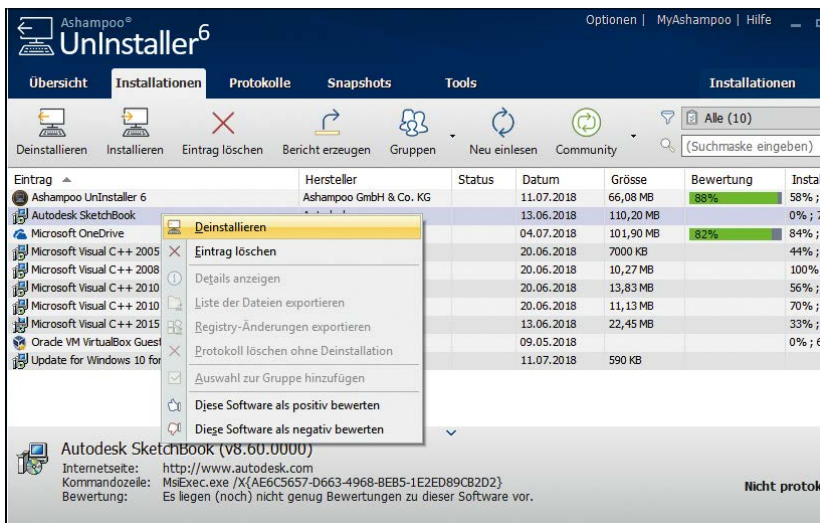 Ashampoo®
UnInstaller6
Optionen | MyAshampoo | Hilfe
Übersicht Installationen Protokolle Snapshots Tools Installationen
Deinstallieren Installieren Eintrag löschen Bericht erzeugen Gruppen Neu einlesen Community
Alle (10)
(Suchmaske eingeben)
Eintrag Hersteller Status Datum Grösse Bewertung Instal
Ashampoo UnInstaller 6 Ashampoo GmbH & Co. KG 11.07.2018 66,08 MB 88% 58% ;
Autodesk SketchBook 13.06.2018 110,20 MB 0% ; 7
Microsoft OneDrive 04.07.2018 101,90 MB 82% 84% ;
Microsoft Visual C++ 2005 20.06.2018 7000 KB 44% ;
Microsoft Visual C++ 2008 20.06.2018 10,27 MB 100%
Microsoft Visual C++ 2010 20.06.2018 13,83 MB 56% ;
Microsoft Visual C++ 2010 20.06.2018 11,13 MB 70% ;
Microsoft Visual C++ 2015 13.06.2018 22,45 MB 33% ;
Oracle VM VirtualBox Guest 09.05.2018 0% ; 6
Update for Windows 10 for 11.07.2018 590 KB
Deinstallieren
Eintrag löschen
Details anzeigen
Liste der Dateien exportieren
Registry-Änderungen exportieren
Protokoll löschen ohne Deinstallation
Auswahl zur Gruppe hinzufügen
Diese Software als positiv bewerten
Diese Software als negativ bewerten
Autodesk SketchBook (v8.60.0000)
Internetseite: http://www.autodesk.com
Kommandozeile: MsiExec.exe /X{AE6C5657-D663-4968-BEB5-1E2ED89CB2D2}
Bewertung: Es liegen (noch) nicht genug Bewertungen zu dieser Software vor.
Nicht protok